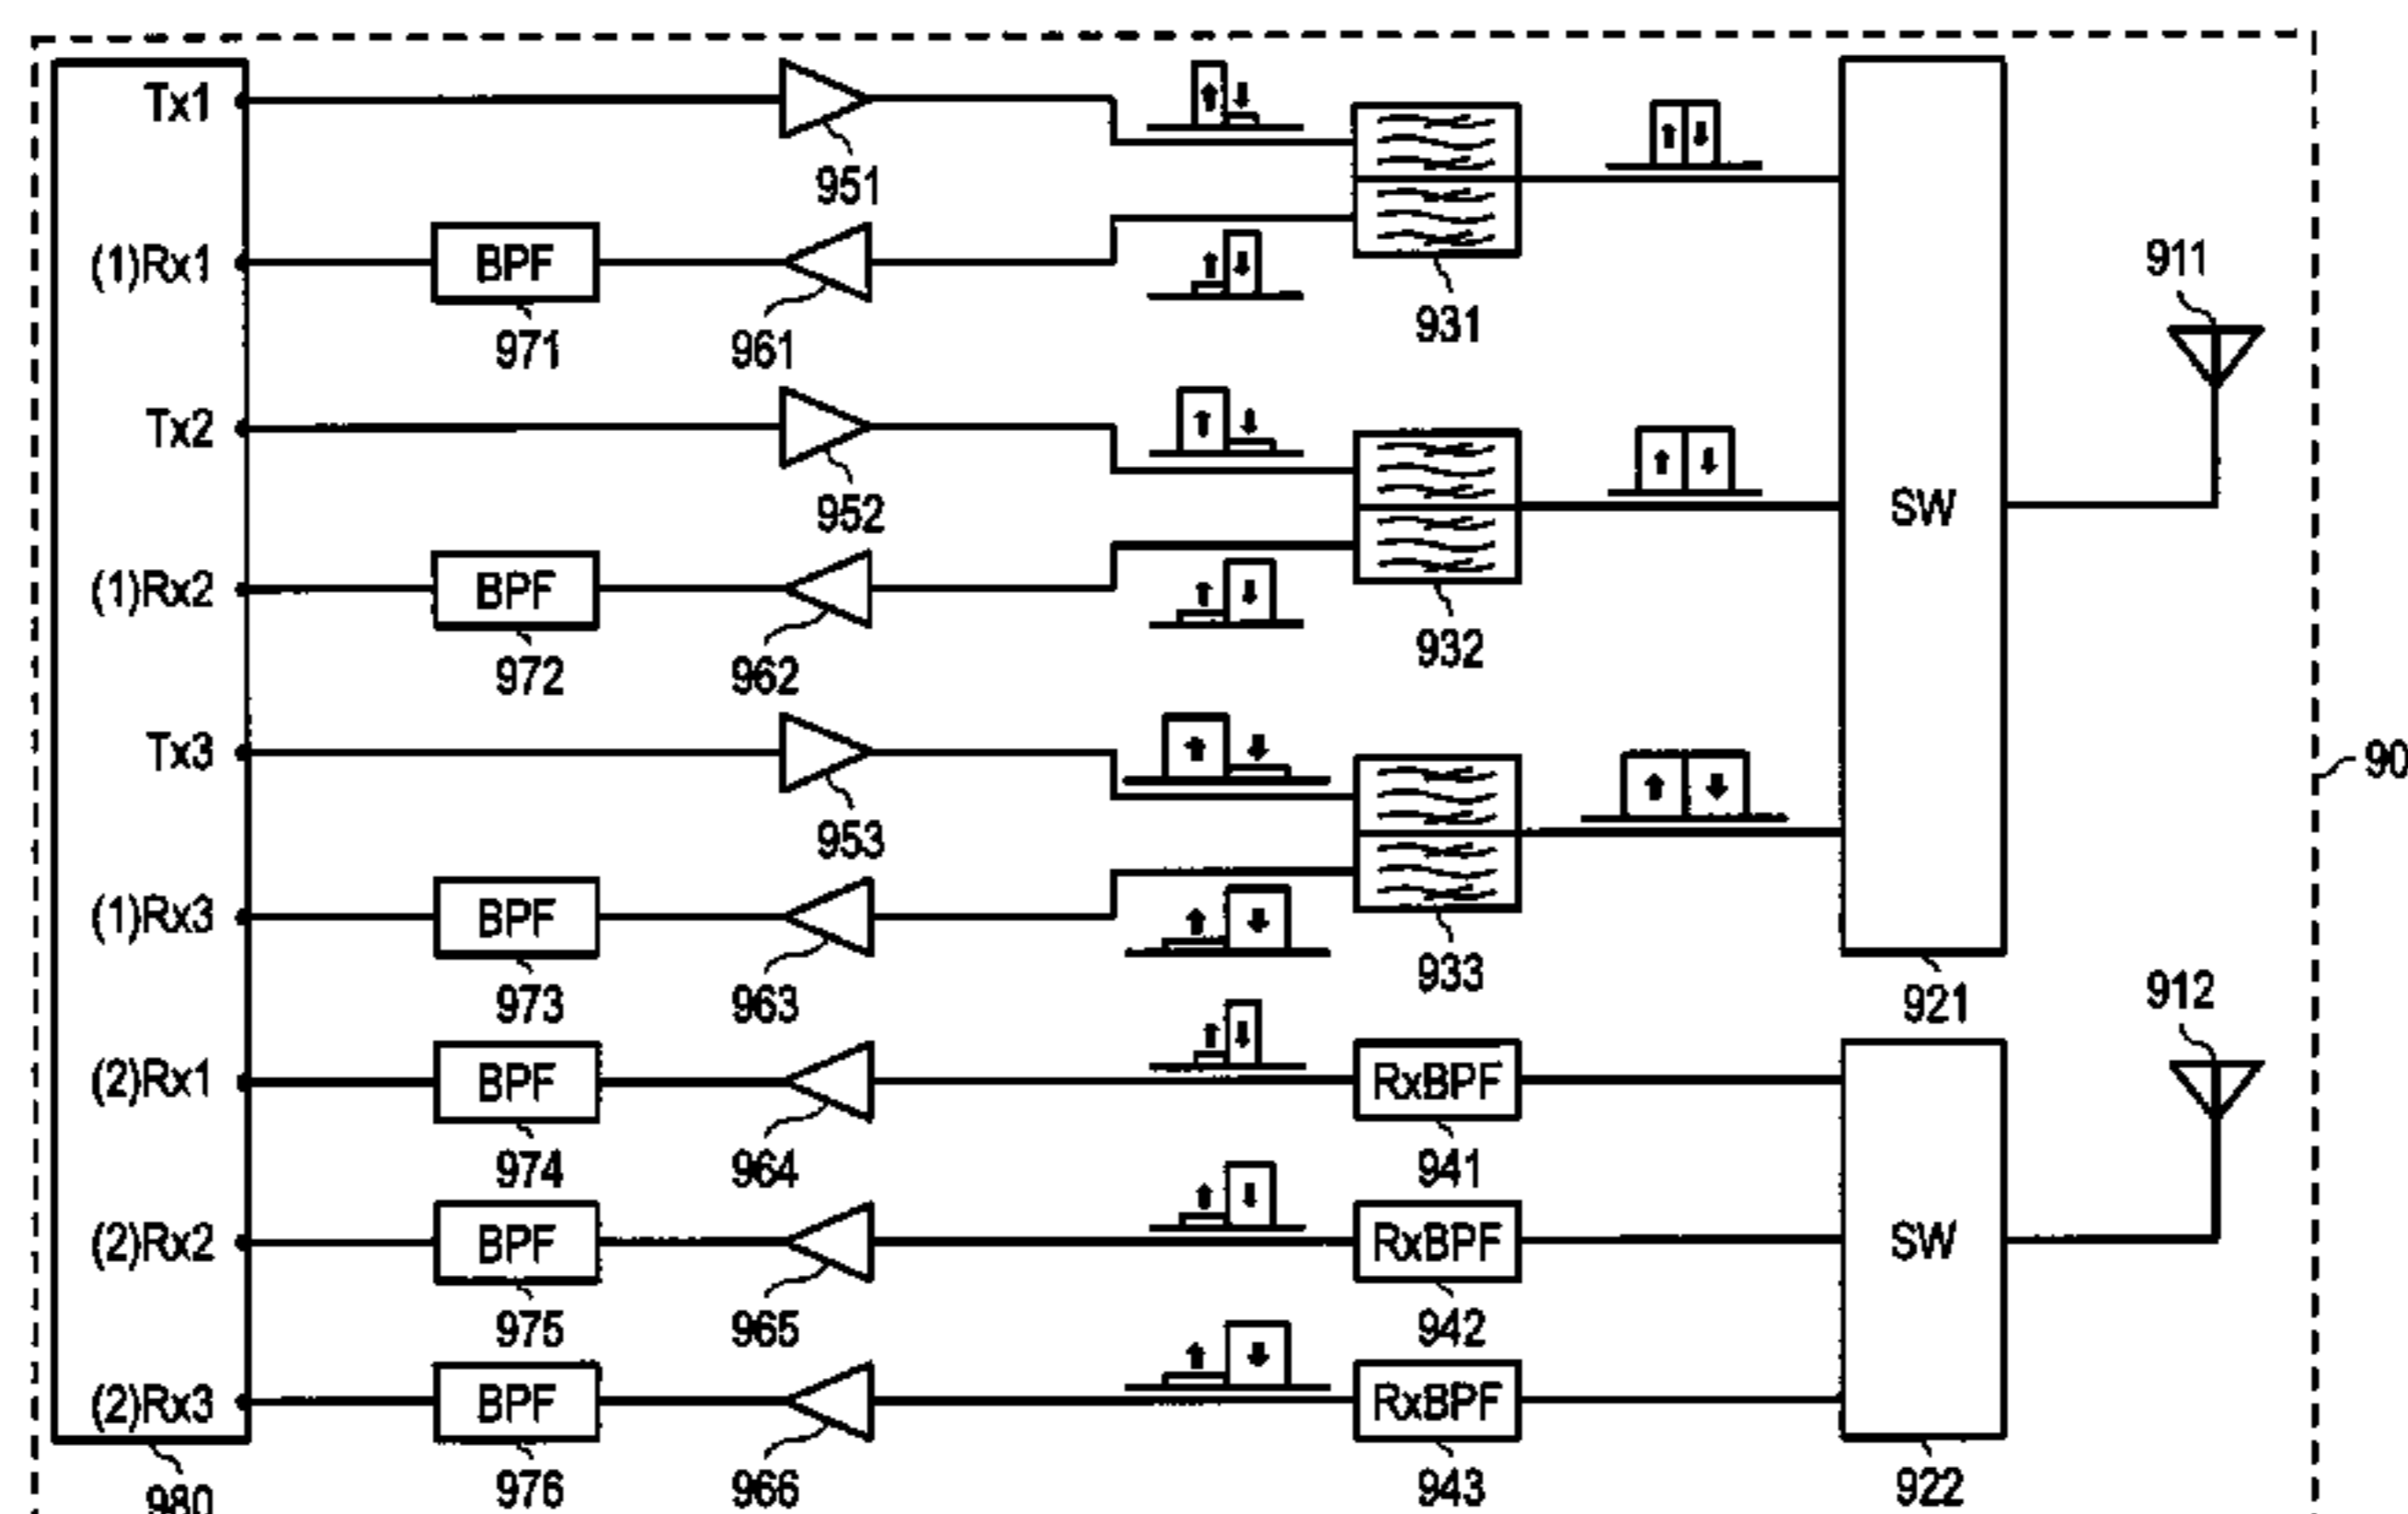 Tx1
951
(1)Rx1
BPF
971
961
931
911
Tx2
952
SW
(1)Rx2
BPF
972
962
932
Tx3
953
90
(1)Rx3
BPF
973
963
933
921
912
(2)Rx1
BPF
974
964
RxBPF
941
(2)Rx2
BPF
975
965
RxBPF
942
SW
(2)Rx3
BPF
976
966
RxBPF
943
922
980